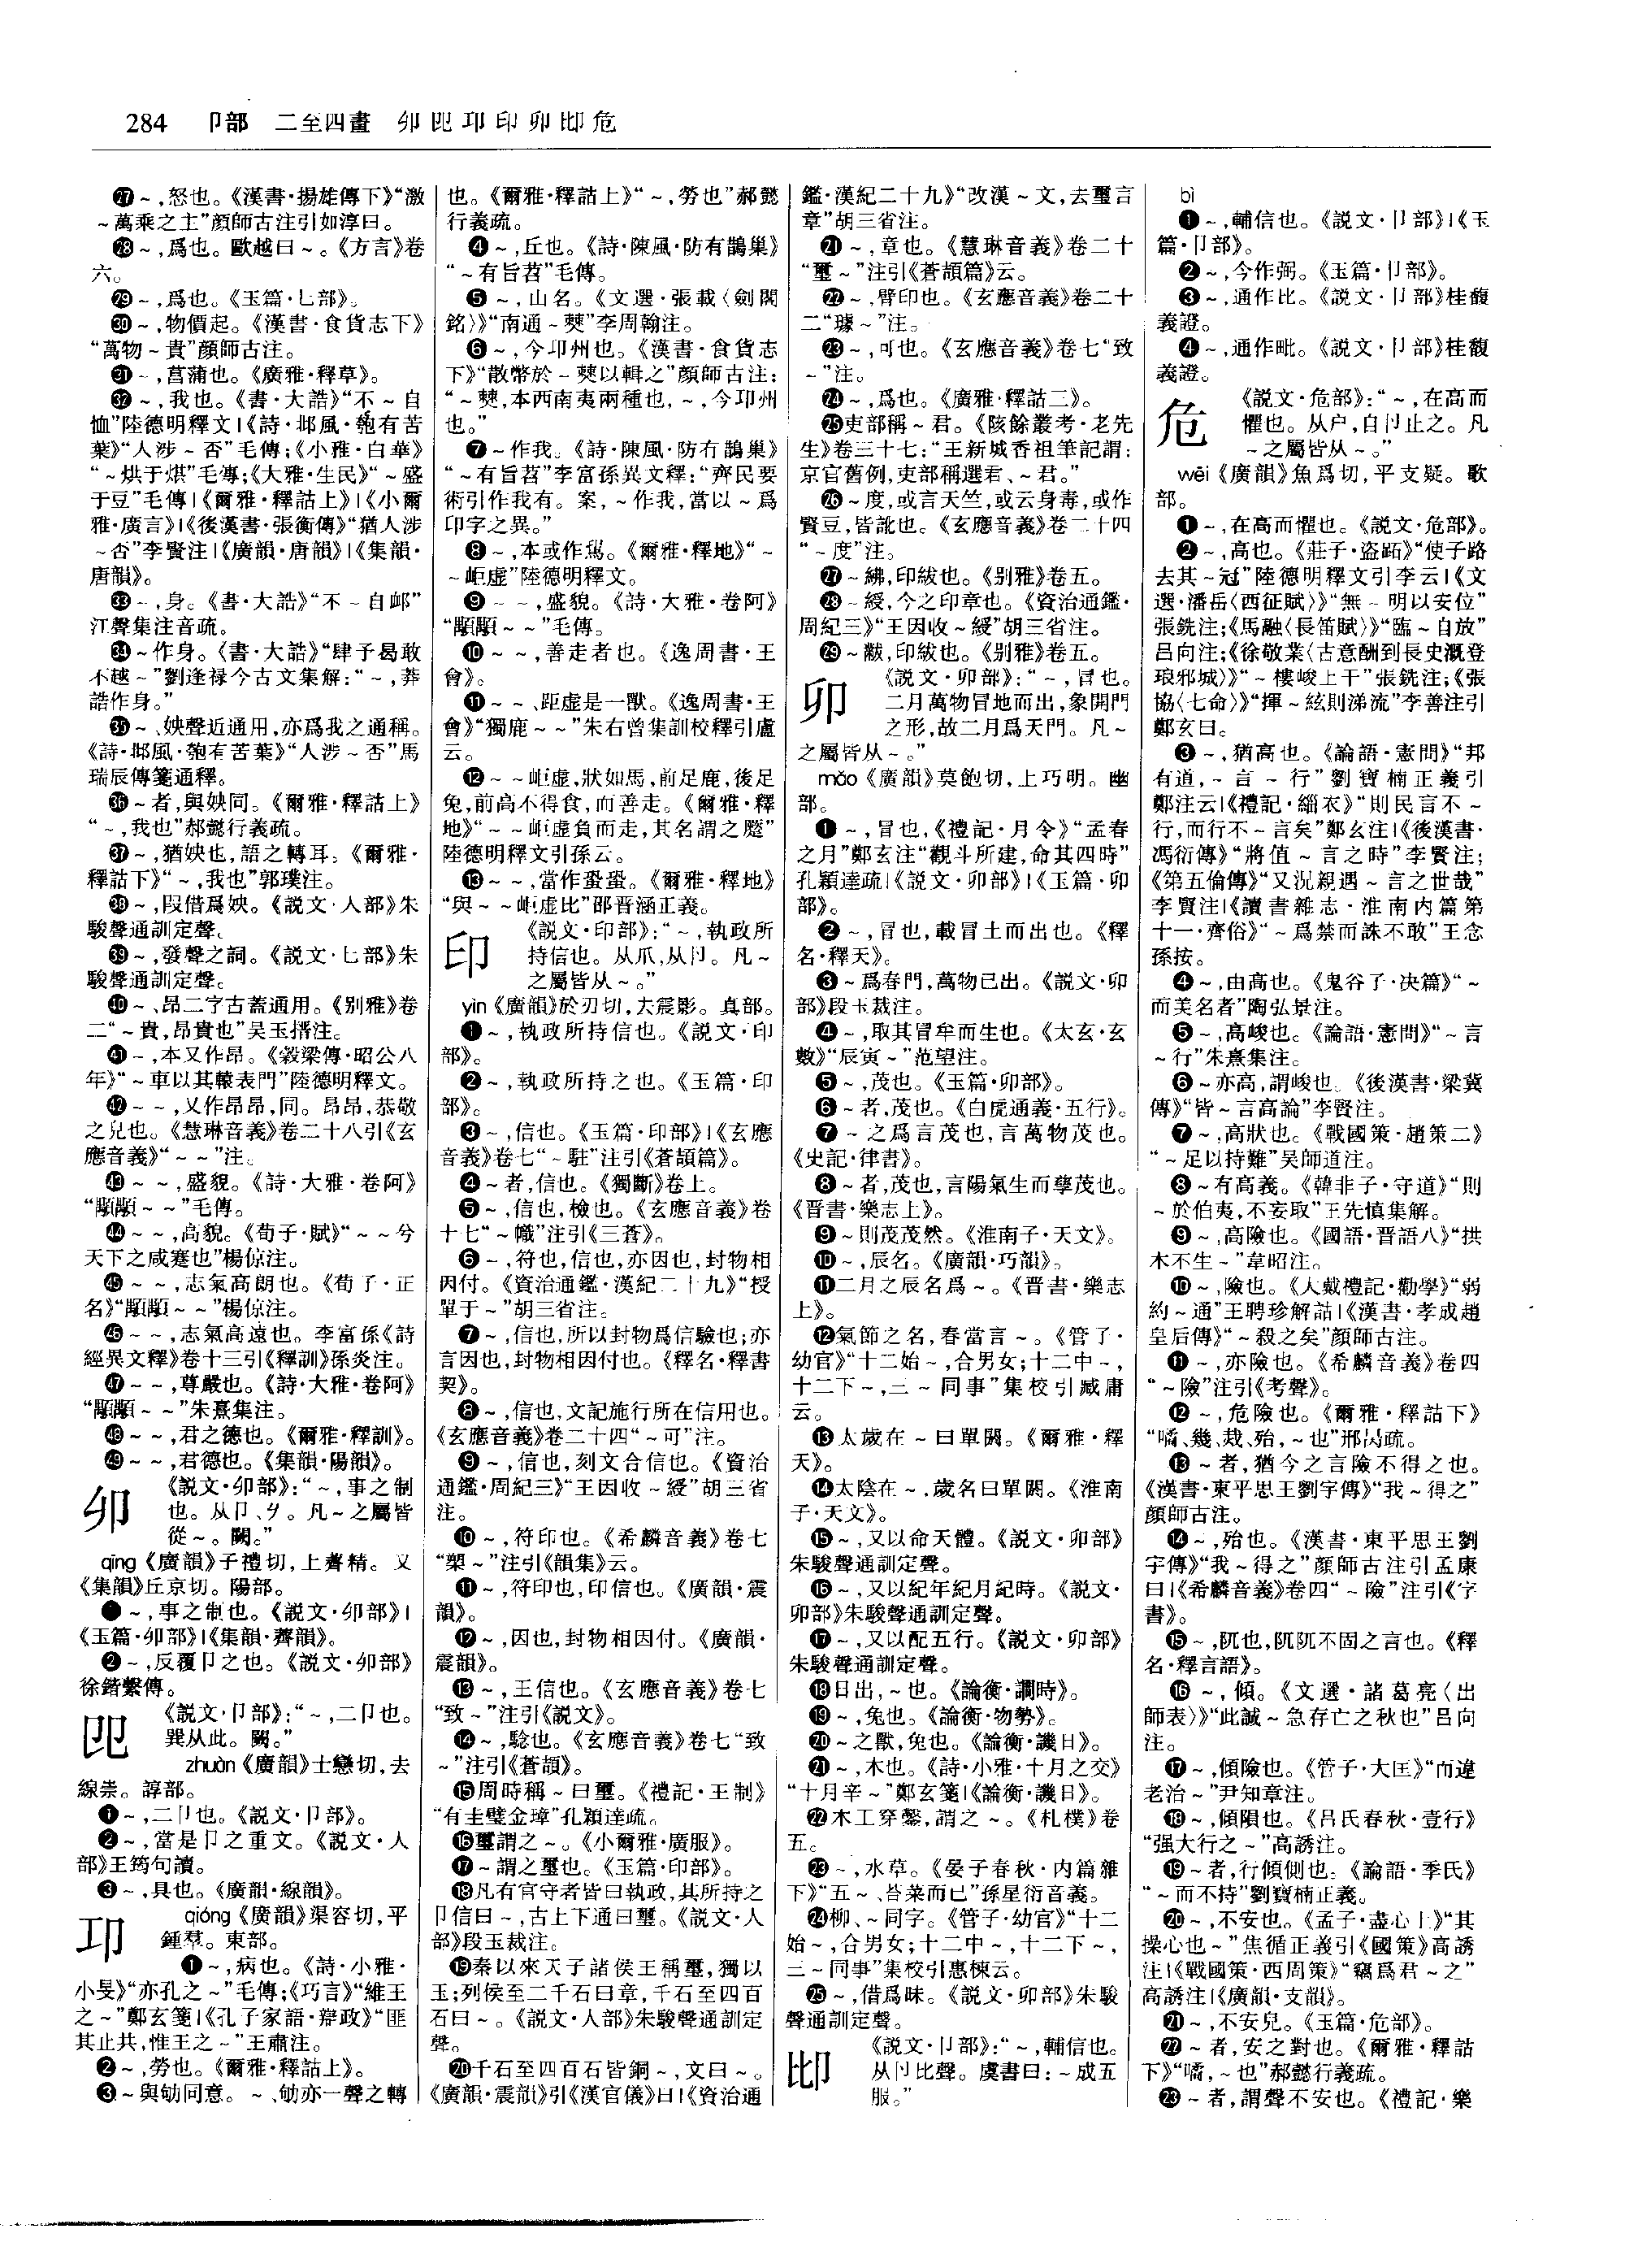 284 卩部 二至四畫 𠨍 𠨎 卭 印 卯 𠨒 危
㉗～,怒也。《漢書·揚雄傳下》“激
～萬乘之主”顔師古注引如淳曰。
㉘～,爲也。歐越曰～。《方言》卷
六。
㉙～,爲也。《玉篇·匕部》。
㉚～,物價起。《漢書·食貨志下》
“萬物～貴”顔師古注。
㉛～,菖蒲也。《廣雅·釋草》。
㉜～,我也。《書·大誥》“不～自
恤”陸德明釋文|《詩·邶風·匏有苦
葉》“人涉～否”毛傳;《小雅·白華》
“～烘于煁”毛傳;《大雅·生民》“～盛
于豆”毛傳|《爾雅·釋詁上》|《小爾
雅·廣言》|《後漢書·張衡傳》“猶人涉
～否”李賢注|《廣韻·唐韻》|《集韻·
唐韻》。
㉝～,身。《書·大誥》“不～自卹”
江聲集注音疏。
㉞～作身。《書·大誥》“肆予曷敢
不越～”劉逢禄今古文集解:“～,莽
誥作身。”
㉟～、姎聲近通用,亦爲我之通稱。
《詩·邶風·匏有苦葉》“人涉～否”馬
瑞辰傳箋通釋。
㊱～者,與姎同。《爾雅·釋詁上》
“～,我也”郝懿行義疏。
㊲～,猶姎也,語之轉耳。《爾雅·
釋詁下》“～,我也”郭璞注。
㊳～,叚借爲姎。《説文·人部》朱
駿聲通訓定聲。
㊴～,發聲之詞。《説文·匕部》朱
駿聲通訓定聲。
㊵～、昂二字古蓋通用。《别雅》卷
二“～貴,昂貴也”吴玉搢注。
㊶～,本又作昂。《穀梁傳·昭公八
年》“～車以其轅表門”陸德明釋文。
㊷～～,又作昂昂,同。昂昂,恭敬
之皃也。《慧琳音義》卷二十八引《玄
應音義》“～～”注。
㊸～～,盛貌。《詩·大雅·卷阿》
“顒顒～～”毛傳。
㊹～～,高貌。《荀子·賦》“～～兮
天下之咸蹇也”楊倞注。
㊺～～,志氣高朗也。《荀子·正
名》“顒顒～～”楊倞注。
㊻～～,志氣高遠也。李富孫《詩
經異文釋》卷十三引《釋訓》孫炎注。
㊼～～,尊嚴也。《詩·大雅·卷阿》
“顒顒～～”朱熹集注。
㊽～～,君之德也。《爾雅·釋訓》。
㊾～～,君德也。《集韻·陽韻》。
𠨍 《説文·𠨍部》:“～,事之制
也。从卩、𠂎。凡～之屬皆
從～。闕。”
qīng《廣韻》子禮切,上薺精。又
《集韻》丘京切。陽部。
❶～,事之制也。《説文·𠨍部》|
《玉篇·𠨍部》|《集韻·薺韻》。
❷～,反覆卩之也。《説文·𠨍部》
徐鍇繫傳。
𠨎 《説文·卩部》:“～,二卩也。
巽从此。闕。”
zhuàn《廣韻》士戀切,去
線崇。諄部。
❶～,二卩也。《説文·卩部》。
❷～,當是卩之重文。《説文·人
部》王筠句讀。
❸～,具也。《廣韻·線韻》。
卭 qióng《廣韻》渠容切,平
鍾羣。東部。
❶～,病也。《詩·小雅·
小旻》“亦孔之～”毛傳;《巧言》“維王
之～”鄭玄箋|《孔子家語·辯政》“匪
其止共,惟王之～”王肅注。
❷～,勞也。《爾雅·釋詁上》。
❸～與劬同意。～、劬亦一聲之轉
也。《爾雅·釋詁上》“～,勞也”郝懿
行義疏。
❹～,丘也。《詩·陳風·防有鵲巢》
“～有旨苕”毛傳。
❺～,山名。《文選·張載〈劍閣
銘〉》“南通～僰”李周翰注。
❻～,今卭州也。《漢書·食貨志
下》“散幣於～僰以輯之”顔師古注:
“～僰,本西南夷兩種也,～,今卭州
也。”
❼～作我。《詩·陳風·防有鵲巢》
“～有旨苕”李富孫異文釋:“齊民要
術引作我有。案,～作我,當以～爲
卬字之異。”
❽～,本或作𩢷。《爾雅·釋地》“～
～岠虚”陸德明釋文。
❾～～,盛貌。《詩·大雅·卷阿》
“顒顒～～”毛傳。
❿～～,善走者也。《逸周書·王
會》。
⓫～～、距虚是一獸。《逸周書·王
會》“獨鹿～～”朱右曾集訓校釋引盧
云。
⓬～～岠虚,狀如馬,前足鹿,後足
兔,前高不得食,而善走。《爾雅·釋
地》“～～岠虚負而走,其名謂之蟨”
陸德明釋文引孫云。
⓭～～,當作蛩蛩。《爾雅·釋地》
“與～～岠虚比”邵晋涵正義。
印 《説文·印部》:“～,執政所
持信也。从爪,从卪。凡～
之屬皆从～。”
yìn《廣韻》於刃切,去震影。真部。
❶～,執政所持信也。《説文·印
部》。
❷～,執政所持之也。《玉篇·印
部》。
❸～,信也。《玉篇·印部》|《玄應
音義》卷七“～駐”注引《蒼頡篇》。
❹～者,信也。《獨斷》卷上。
❺～,信也,檢也。《玄應音義》卷
十七“～幟”注引《三蒼》。
❻～,符也,信也,亦因也,封物相
因付。《資治通鑑·漢紀二十九》“授
單于～”胡三省注。
❼～,信也,所以封物爲信驗也;亦
言因也,封物相因付也。《釋名·釋書
契》。
❽～,信也,文記施行所在信用也。
《玄應音義》卷二十四“～可”注。
❾～,信也,刻文合信也。《資治
通鑑·周紀三》“王因收～綬”胡三省
注。
❿～,符印也。《希麟音義》卷七
“槊～”注引《韻集》云。
⓫～,符印也,印信也。《廣韻·震
韻》。
⓬～,因也,封物相因付。《廣韻·
震韻》。
⓭～,王信也。《玄應音義》卷七
“致～”注引《説文》。
⓮～,驗也。《玄應音義》卷七“致
～”注引《蒼頡》。
⓯周時稱～曰璽。《禮記·王制》
“有圭璧金璋”孔穎達疏。
⓰璽謂之～。《小爾雅·廣服》。
⓱～謂之璽也。《玉篇·印部》。
⓲凡有官守者皆曰執政,其所持之
卩信曰～,古上下通曰璽。《説文·人
部》段玉裁注。
⓳秦以來天子諸侯王稱璽,獨以
玉;列侯至二千石曰章,千石至四百
石曰～。《説文·人部》朱駿聲通訓定
聲。
⓴千石至四百石皆銅～,文曰～。
《廣韻·震韻》引《漢官儀》曰|《資治通
鑑·漢紀二十九》“改漢～文,去璽言
章”胡三省注。
㉑～,章也。《慧琳音義》卷二十
“璽～”注引《蒼頡篇》云。
㉒～,臂印也。《玄應音義》卷二十
二“璩～”注。
㉓～,可也。《玄應音義》卷七“致
～”注。
㉔～,爲也。《廣雅·釋詁三》。
㉕吏部稱～君。《陔餘叢考·老先
生》卷三十七:“王新城香祖筆記謂:
京官舊例,吏部稱選君、～君。”
㉖～度,或言天竺,或云身毒,或作
賢豆,皆訛也。《玄應音義》卷二十四
“～度”注。
㉗～紼,印紱也。《别雅》卷五。
㉘～綬,今之印章也。《資治通鑑·
周紀三》“王因收～綬”胡三省注。
㉙～黻,印紱也。《别雅》卷五。
卯 《説文·卯部》:“～,冒也。
二月萬物冒地而出,象開門
之形,故二月爲天門。凡～
之屬皆从～。”
mǎo《廣韻》莫飽切,上巧明。幽
部。
❶～,冒也,《禮記·月令》“孟春
之月”鄭玄注“觀斗所建,命其四時”
孔穎達疏|《説文·卯部》|《玉篇·卯
部》。
❷～,冒也,載冒土而出也。《釋
名·釋天》。
❸～爲春門,萬物已出。《説文·卯
部》段玉裁注。
❹～,取其冒牟而生也。《太玄·玄
數》“辰寅～”范望注。
❺～,茂也。《玉篇·卯部》。
❻～者,茂也。《白虎通義·五行》。
❼～之爲言茂也,言萬物茂也。
《史記·律書》。
❽～者,茂也,言陽氣生而孳茂也。
《晋書·樂志上》。
❾～則茂茂然。《淮南子·天文》。
❿～,辰名。《廣韻·巧韻》。
⓫二月之辰名爲～。《晋書·樂志
上》。
⓬氣節之名,春當言～。《管子·
幼官》“十二始～,合男女;十二中～,
十二下～,三～同事”集校引臧庸
云。
⓭太歲在～曰單閼。《爾雅·釋
天》。
⓮太陰在～,歲名曰單閼。《淮南
子·天文》。
⓯～,又以命天體。《説文·卯部》
朱駿聲通訓定聲。
⓰～,又以紀年紀月紀時。《説文·
卯部》朱駿聲通訓定聲。
⓱～,又以配五行。《説文·卯部》
朱駿聲通訓定聲。
⓲日出,～也。《論衡·䜅時》。
⓳～,兔也。《論衡·物勢》。
⓴～之獸,兔也。《論衡·譏日》。
㉑～,木也。《詩·小雅·十月之交》
“十月辛～”鄭玄箋|《論衡·譏日》。
㉒木工穿鑿,謂之～。《札樸》卷
五。
㉓～,水草。《晏子春秋·内篇雜
下》“五～、苔菜而已”孫星衍音義。
㉔柳、～同字。《管子·幼官》“十二
始～,合男女;十二中～,十二下～,
三～同事”集校引惠棟云。
㉕～,借爲昧。《説文·卯部》朱駿
聲通訓定聲。
𠨒 《説文·卩部》:“～,輔信也。
从卪比聲。虞書曰:～成五
服。”
bì
❶～,輔信也。《説文·卩部》|《玉
篇·卩部》。
❷～,今作弼。《玉篇·卩部》。
❸～,通作比。《説文·卩部》桂馥
義證。
❹～,通作毗。《説文·卩部》桂馥
義證。
危 《説文·危部》:“～,在高而
懼也。从户,自卪止之。凡
～之屬皆从～。”
wēi《廣韻》魚爲切,平支疑。歌
部。
❶～,在高而懼也。《説文·危部》。
❷～,高也。《莊子·盗跖》“使子路
去其～冠”陸德明釋文引李云|《文
選·潘岳〈西征賦〉》“無～明以安位”
張銑注;《馬融〈長笛賦〉》“臨～自放”
吕向注;《徐敬業〈古意酬到長史溉登
琅邪城〉》“～樓峻上干”張銑注;《張
協〈七命〉》“揮～絃則涕流”李善注引
鄭玄曰。
❸～,猶高也。《論語·憲問》“邦
有道,～言～行”劉寶楠正義引
鄭注云|《禮記·緇衣》“則民言不～
行,而行不～言矣”鄭玄注|《後漢書·
馮衍傳》“將值～言之時”李賢注;
《第五倫傳》“又況親遇～言之世哉”
李賢注|《讀書雜志·淮南内篇第
十一·齊俗》“～爲禁而誅不敢”王念
孫按。
❹～,由高也。《鬼谷子·决篇》“～
而美名者”陶弘景注。
❺～,高峻也。《論語·憲問》“～言
～行”朱熹集注。
❻～亦高,謂峻也。《後漢書·梁冀
傳》“皆～言高論”李賢注。
❼～,高狀也。《戰國策·趙策二》
“～足以持難”吴師道注。
❽～有高義。《韓非子·守道》“則
～於伯夷,不妄取”王先慎集解。
❾～,高險也。《國語·晋語八》“拱
木不生～”韋昭注。
❿～,險也。《大戴禮記·勸學》“弱
約～通”王聘珍解詁|《漢書·孝成趙
皇后傳》“～殺之矣”顔師古注。
⓫～,亦險也。《希麟音義》卷四
“～險”注引《考聲》。
⓬～,危險也。《爾雅·釋詁下》
“噊、幾、烖、殆,～也”邢昺疏。
⓭～者,猶今之言險不得之也。
《漢書·東平思王劉宇傳》“我～得之”
顔師古注。
⓮～,殆也。《漢書·東平思王劉
宇傳》“我～得之”顔師古注引孟康
曰|《希麟音義》卷四“～險”注引《字
書》。
⓯～,阢也,阢阢不固之言也。《釋
名·釋言語》。
⓰～,傾。《文選·諸葛亮〈出
師表〉》“此誠～急存亡之秋也”吕向
注。
⓱～,傾險也。《管子·大匡》“而違
老治～”尹知章注。
⓲～,傾隕也。《吕氏春秋·壹行》
“强大行之～”高誘注。
⓳～者,行傾側也。《論語·季氏》
“～而不持”劉寶楠正義。
⓴～,不安也。《孟子·盡心上》“其
操心也～”焦循正義引《國策》高誘
注|《戰國策·西周策》“竊爲君～之”
高誘注|《廣韻·支韻》。
㉑～,不安皃。《玉篇·危部》。
㉒～者,安之對也。《爾雅·釋詁
下》“噊,～也”郝懿行義疏。
㉓～者,謂聲不安也。《禮記·樂